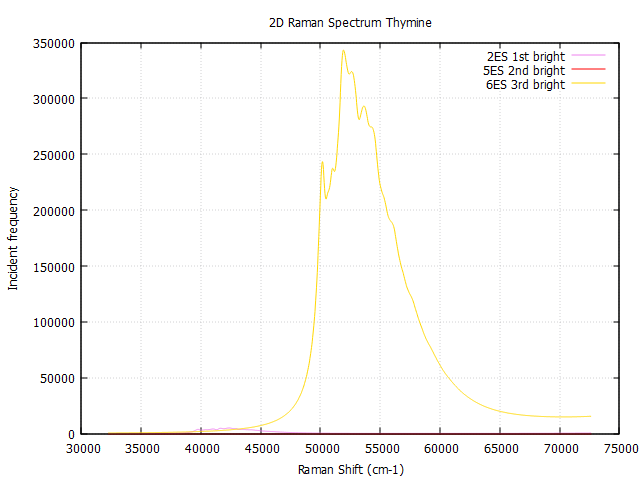 2D Raman Spectrum Thymine
2ES 1st bright
5ES 2nd bright
6ES 3rd bright
Incident frequency
350000
300000
250000
200000
150000
100000
50000
0
30000 35000 40000 45000 50000 55000 60000 65000 70000 75000
Raman Shift (cm-1)